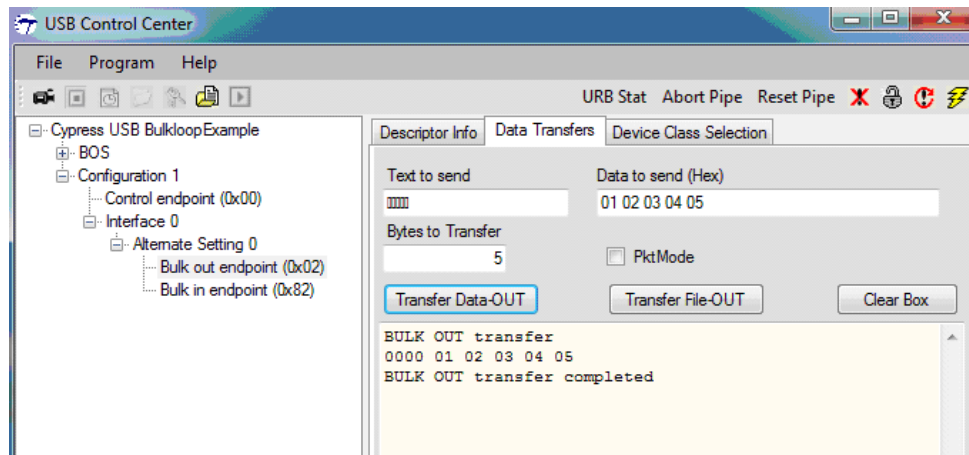 USB Control Center
File Program Help
URB Stat Abort Pipe Reset Pipe
Cypress USB BulkloopExample
BOS
Configuration 1
Control endpoint (0x00)
Interface 0
Alternate Setting 0
Bulk out endpoint (0x02)
Bulk in endpoint (0x82)
Descriptor Info Data Transfers Device Class Selection
Text to send Data to send (Hex)
01 02 03 04 05
Bytes to Transfer
5 PktMode
Transfer Data-OUT Transfer File-OUT Clear Box
BULK OUT transfer
0000 01 02 03 04 05
BULK OUT transfer completed